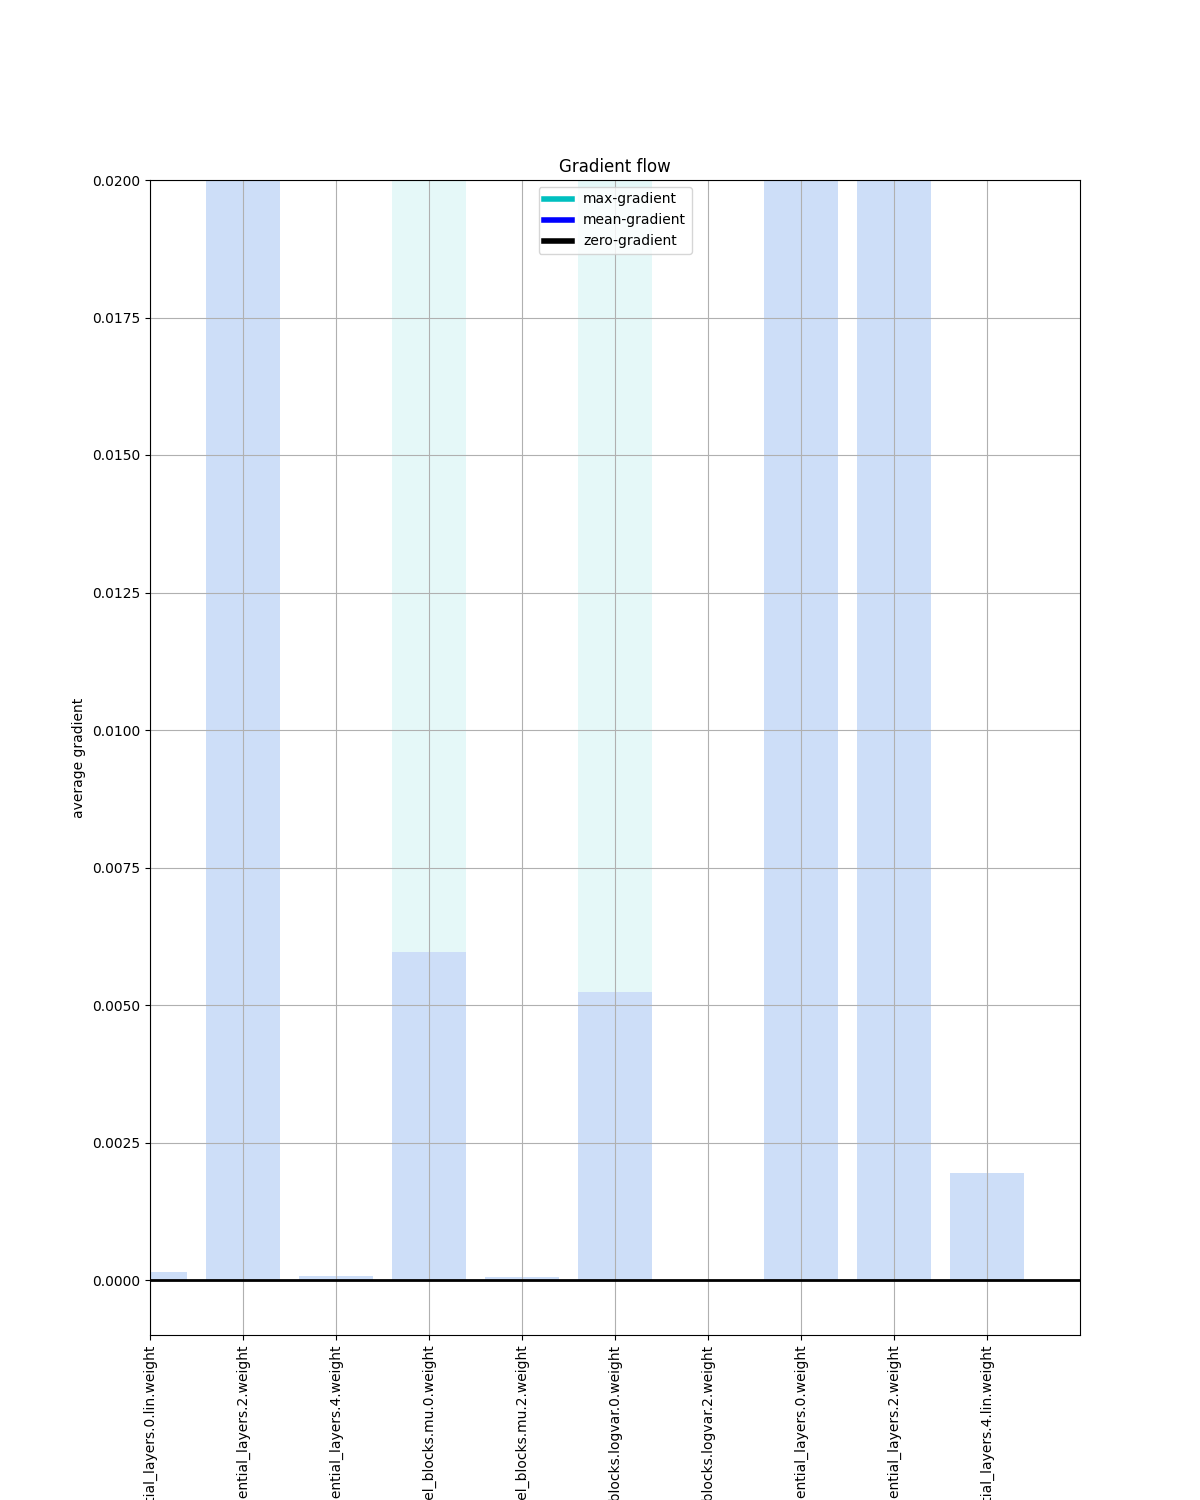 Gradient flow
max-gradient
mean-gradient
zero-gradient
0.0200
0.0175
0.0150
0.0125
0.0100
0.0075
0.0050
0.0025
0.0000
average gradient
tial_layers.0.lin.weight
ential_layers.2.weight
ential_layers.4.weight
el_blocks.mu.0.weight
el_blocks.mu.2.weight
blocks.logvar.0.weight
blocks.logvar.2.weight
ential_layers.0.weight
ential_layers.2.weight
tial_layers.4.lin.weight